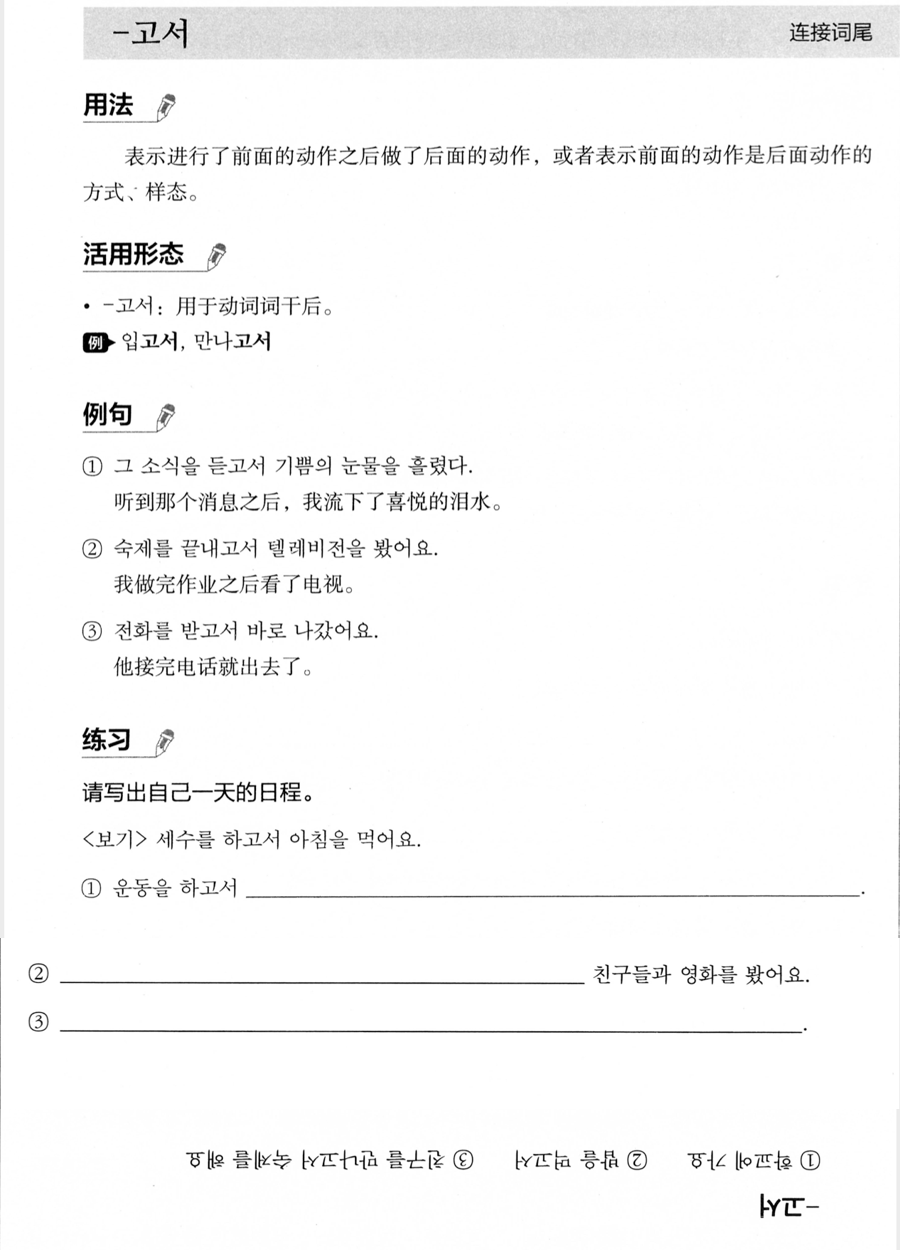 -고서
连接词尾
用法
表示进行了前面的动作之后做了后面的动作，或者表示前面的动作是后面动作的
方式、样态。
活用形态
• -고서：用于动词词干后。
例 입고서, 만나고서
例句
① 그 소식을 듣고서 기쁨의 눈물을 흘렸다.
听到那个消息之后，我流下了喜悦的泪水。
② 숙제를 끝내고서 텔레비전을 봤어요.
我做完作业之后看了电视。
③ 전화를 받고서 바로 나갔어요.
他接完电话就出去了。
练习
请写出自己一天的日程。
<보기> 세수를 하고서 아침을 먹어요.
① 운동을 하고서 ______.
② ______ 친구들과 영화를 봤어요.
③ ______.
-고서
① 학교에 가요 ② 밥을 먹고서 ③ 친구를 만나고서 숙제를 해요